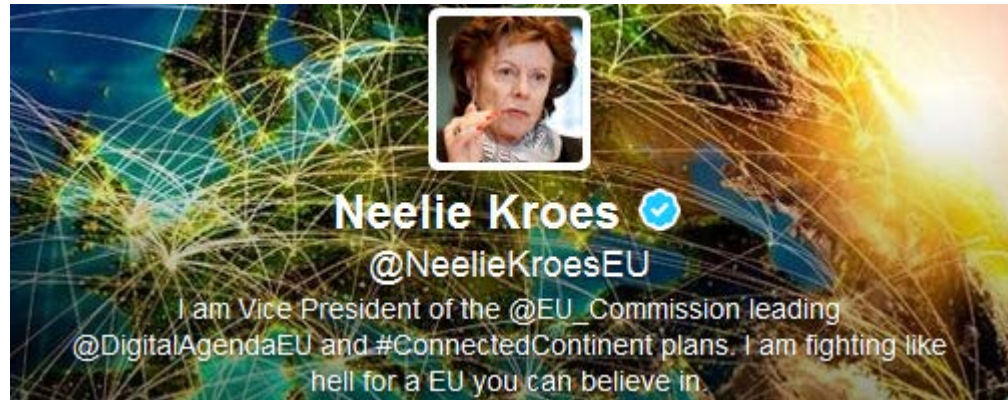 Neelie Kroes
@NeelieKroesEU
I am Vice President of the @EU_Commission leading
@DigitalAgendaEU and #ConnectedContinent plans. I am fighting like
hell for a EU you can believe in.